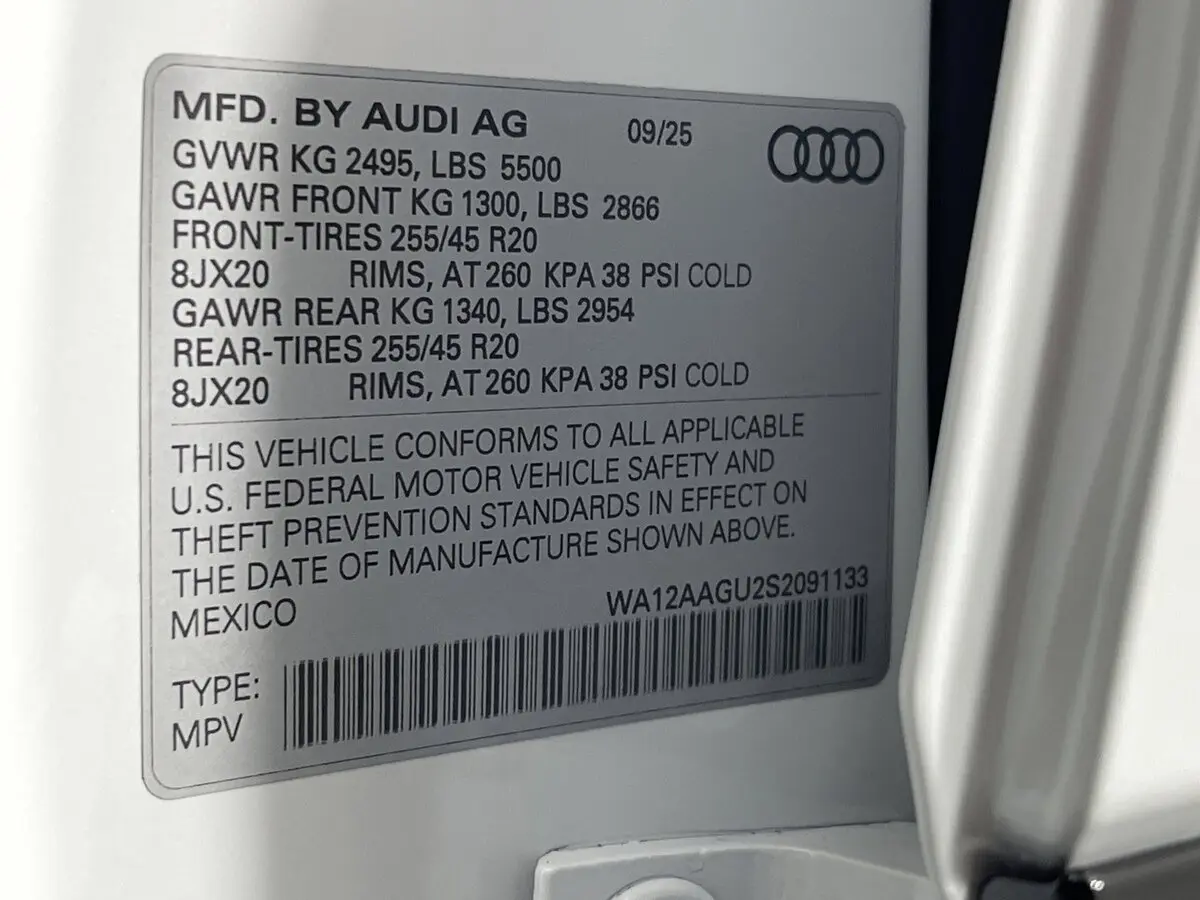 MFD. BY AUDI AG 09/25
GVWR KG 2495, LBS 5500
GAWR FRONT KG 1300, LBS 2866
FRONT-TIRES 255/45 R20
8JX20 RIMS, AT 260 KPA 38 PSI COLD
GAWR REAR KG 1340, LBS 2954
REAR-TIRES 255/45 R20
8JX20 RIMS, AT 260 KPA 38 PSI COLD
THIS VEHICLE CONFORMS TO ALL APPLICABLE
U.S. FEDERAL MOTOR VEHICLE SAFETY AND
THEFT PREVENTION STANDARDS IN EFFECT ON
THE DATE OF MANUFACTURE SHOWN ABOVE.
MEXICO WA12AAGU2S2091133
TYPE:
MPV